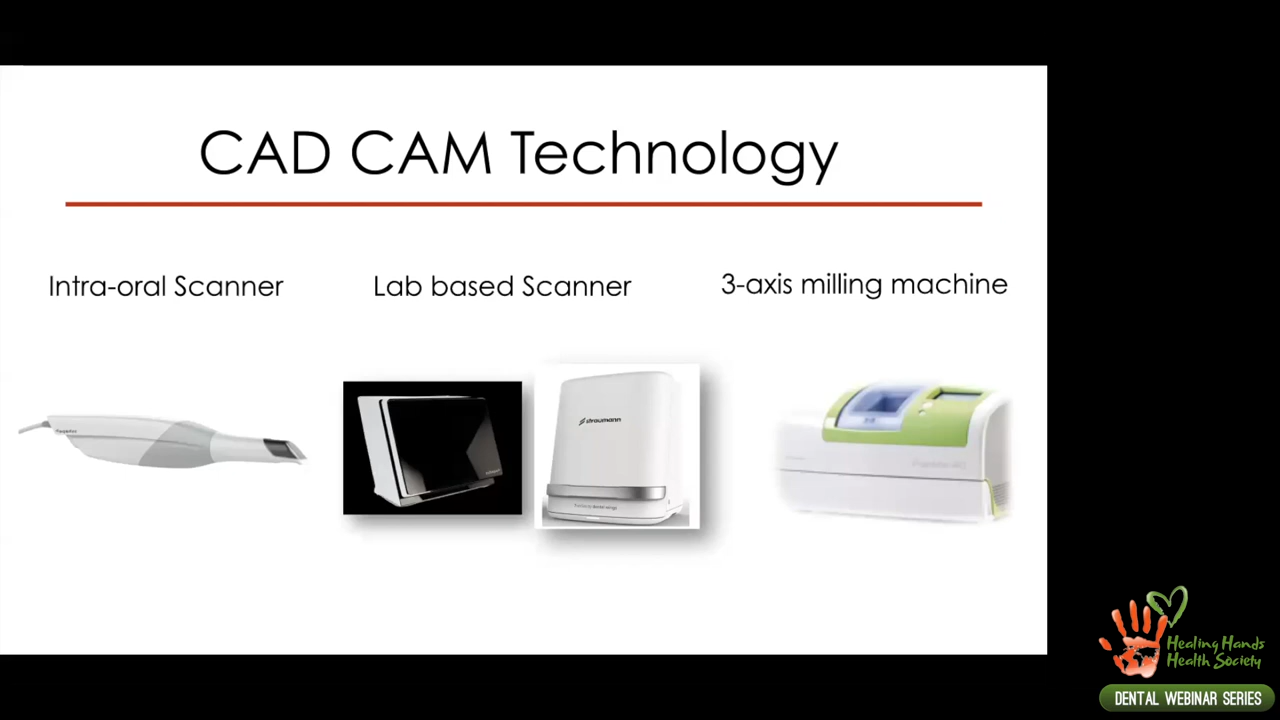 CAD CAM Technology
Intra-oral Scanner
Lab based Scanner
3-axis milling machine
straumann
Healing Hands
Health Society
DENTAL WEBINAR SERIES